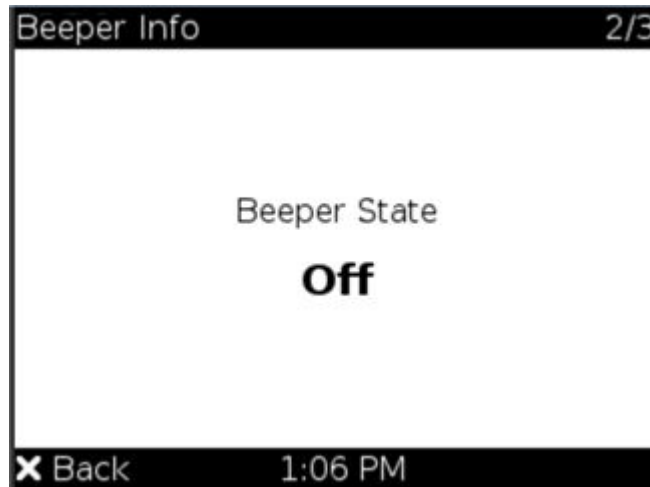 Beeper Info 2/3
Beeper State
Off
× Back 1:06 PM